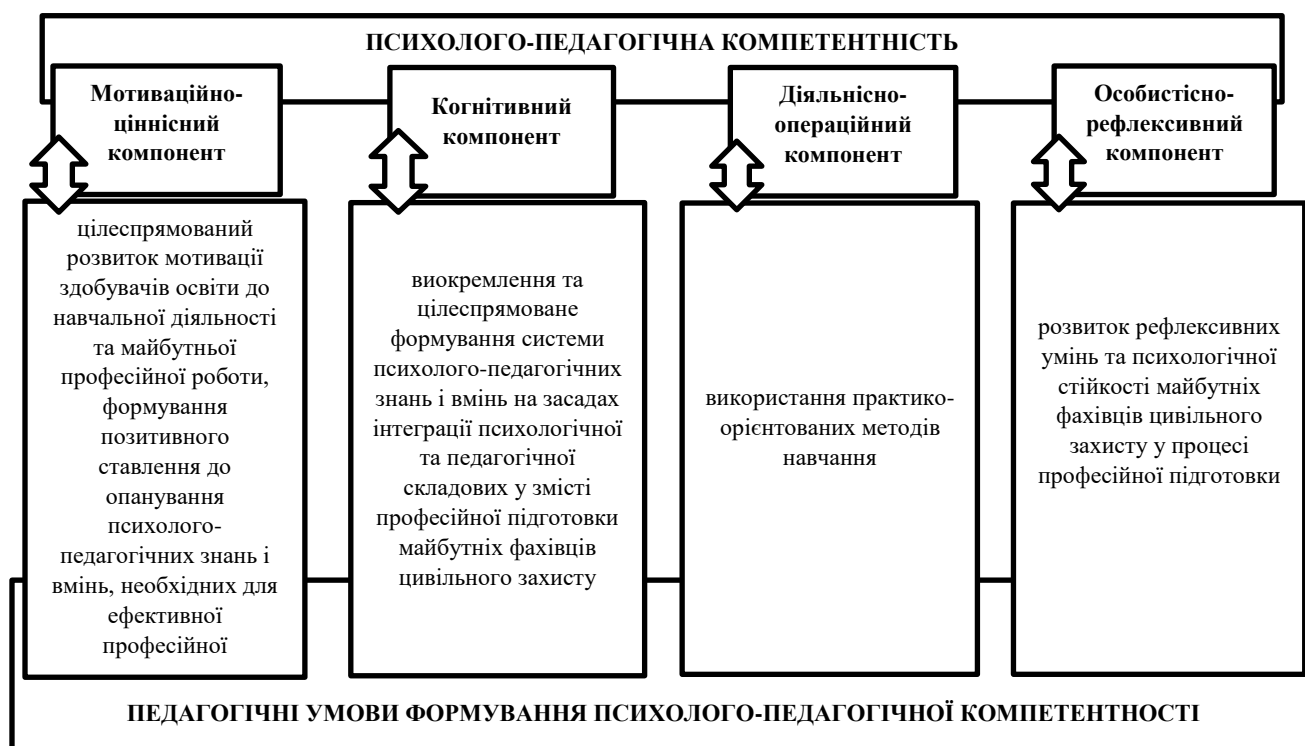 ПСИХОЛОГО-ПЕДАГОГІЧНА КОМПЕТЕНТНІСТЬ
Мотиваційно-
ціннісний
компонент
Когнітивний
компонент
Діяльнісно-
операційний
компонент
Особистісно-
рефлексивний
компонент
цілеспрямований
розвиток мотивації
здобувачів освіти до
навчальної діяльності
та майбутньої
професійної роботи,
формування
позитивного
ставлення до
опанування
психолого-
педагогічних знань і
вмінь, необхідних для
ефективної
професійної
виокремлення та
цілеспрямоване
формування системи
психолого-педагогічних
знань і вмінь на засадах
інтеграції психологічної
та педагогічної
складових у змісті
професійної підготовки
майбутніх фахівців
цивільного захисту
використання практико-
орієнтованих методів
навчання
розвиток рефлексивних
умінь та психологічної
стійкості майбутніх
фахівців цивільного
захисту у процесі
професійної підготовки
ПЕДАГОГІЧНІ УМОВИ ФОРМУВАННЯ ПСИХОЛОГО-ПЕДАГОГІЧНОЇ КОМПЕТЕНТНОСТІ